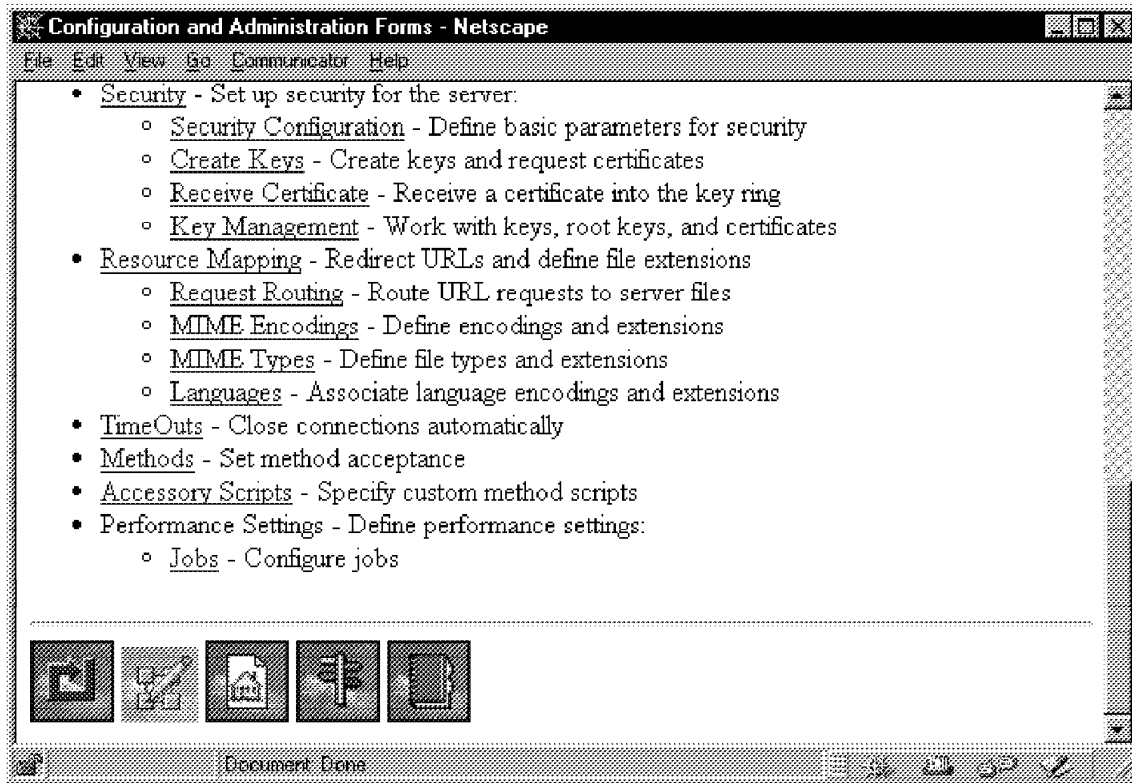 Configuration and Administration Forms - Netscape
File Edit View Go Communicator Help
• Security - Set up security for the server:
○ Security Configuration - Define basic parameters for security
○ Create Keys - Create keys and request certificates
○ Receive Certificate - Receive a certificate into the key ring
○ Key Management - Work with keys, root keys, and certificates
• Resource Mapping - Redirect URLs and define file extensions
○ Request Routing - Route URL requests to server files
○ MIME Encodings - Define encodings and extensions
○ MIME Types - Define file types and extensions
○ Languages - Associate language encodings and extensions
• TimeOuts - Close connections automatically
• Methods - Set method acceptance
• Accessory Scripts - Specify custom method scripts
• Performance Settings - Define performance settings:
○ Jobs - Configure jobs
Document: Done